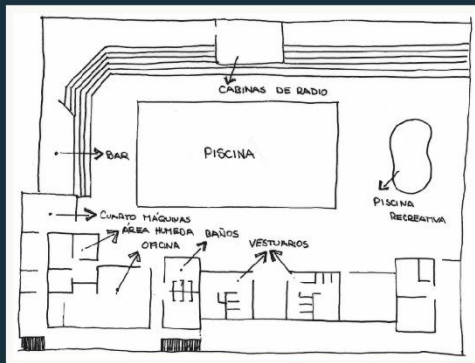 CABINAS DE RADIO
PISCINA
BAR
PISCINA
RECREATIVA
CUARTO MÁQUINAS
ÁREA HUMEDA
OFICINA
BAÑOS
VESTUARIOS